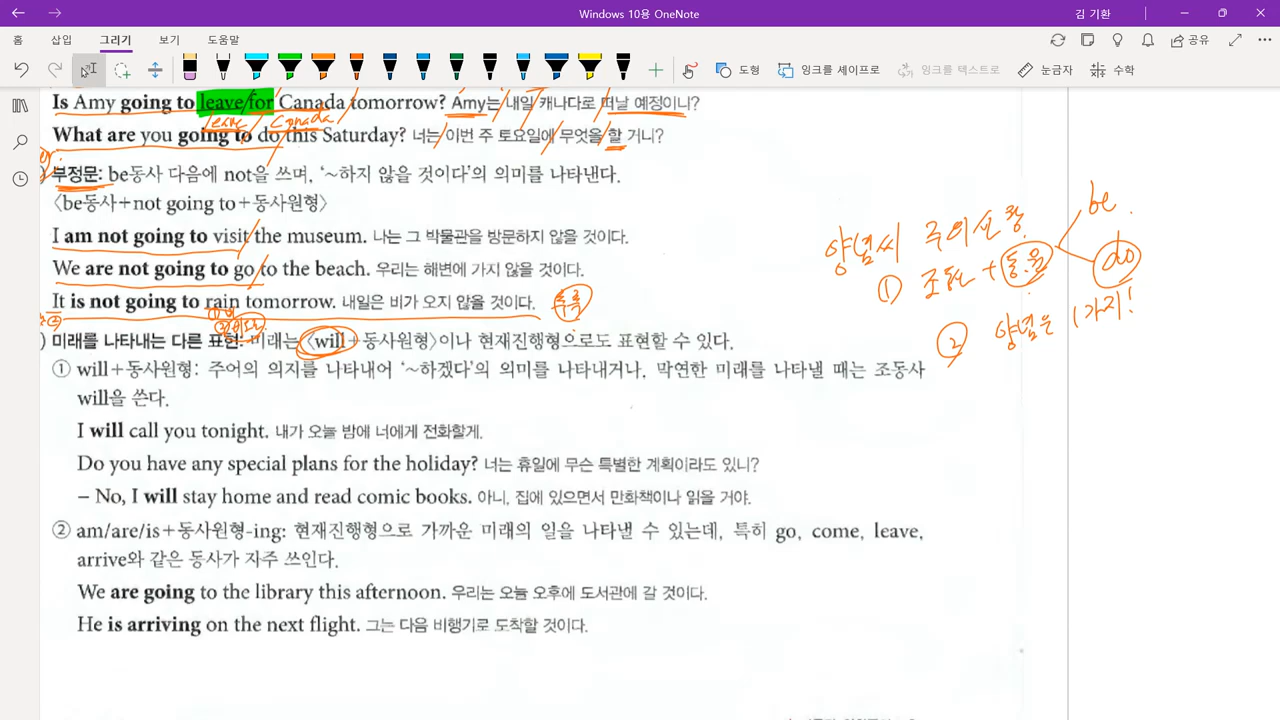 Windows 10용 OneNote
김 기환
홈 삽입 그리기 보기 도움말
공유
도형 잉크를 셰이프로 잉크를 텍스트로 눈금자 수학
Is Amy going to leave for Canada tomorrow? Amy는 내일 캐나다로 떠날 예정이니?
leave Canada
What are you going to do this Saturday? 너는 이번 주 토요일에 무엇을 할 거니?
) 부정문: be동사 다음에 not을 쓰며, ‘~하지 않을 것이다’의 의미를 나타낸다.
〈be동사+not going to+동사원형〉
I am not going to visit the museum. 나는 그 박물관을 방문하지 않을 것이다.
We are not going to go to the beach. 우리는 해변에 가지 않을 것이다.
It is not going to rain tomorrow. 내일은 비가 오지 않을 것이다.
) 미래를 나타내는 다른 표현: 미래는 〈will+동사원형〉이나 현재진행형으로도 표현할 수 있다.
① will+동사원형: 주어의 의지를 나타내어 ‘~하겠다’의 의미를 나타내거나, 막연한 미래를 나타낼 때는 조동사
will을 쓴다.
I will call you tonight. 내가 오늘 밤에 너에게 전화할게.
Do you have any special plans for the holiday? 너는 휴일에 무슨 특별한 계획이라도 있니?
– No, I will stay home and read comic books. 아니, 집에 있으면서 만화책이나 읽을 거야.
② am/are/is+동사원형-ing: 현재진행형으로 가까운 미래의 일을 나타낼 수 있는데, 특히 go, come, leave,
arrive와 같은 동사가 자주 쓰인다.
We are going to the library this afternoon. 우리는 오늘 오후에 도서관에 갈 것이다.
He is arriving on the next flight. 그는 다음 비행기로 도착할 것이다.
양념씨 주의사항
① 조동사 + 동.원
be
do
② 양념은 1가지!